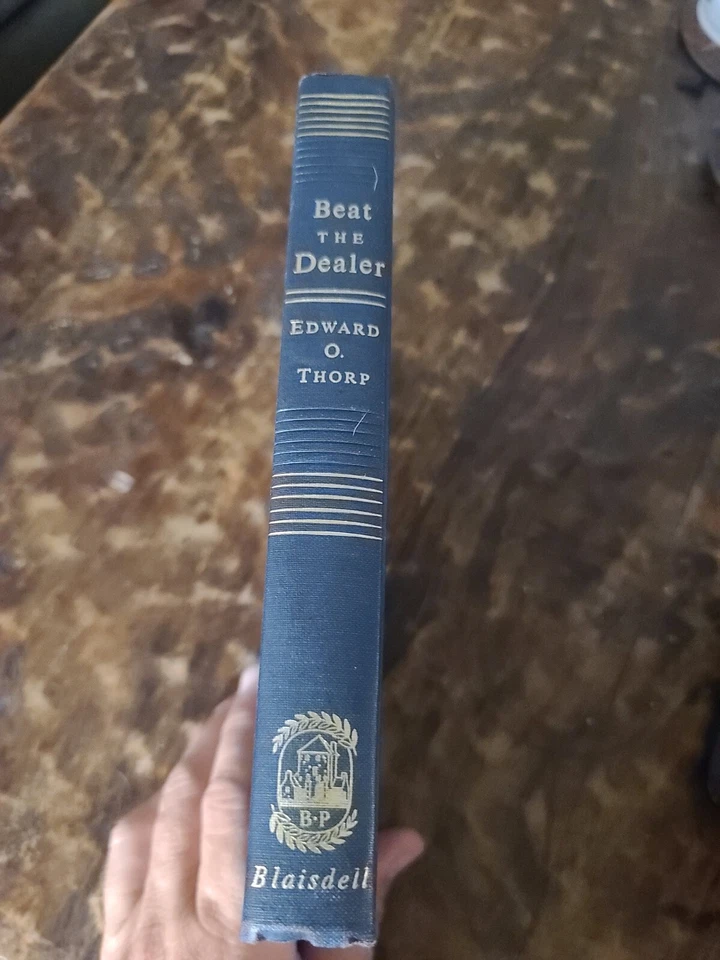 Beat
THE
Dealer
EDWARD
O.
THORP
B·P
Blaisdell